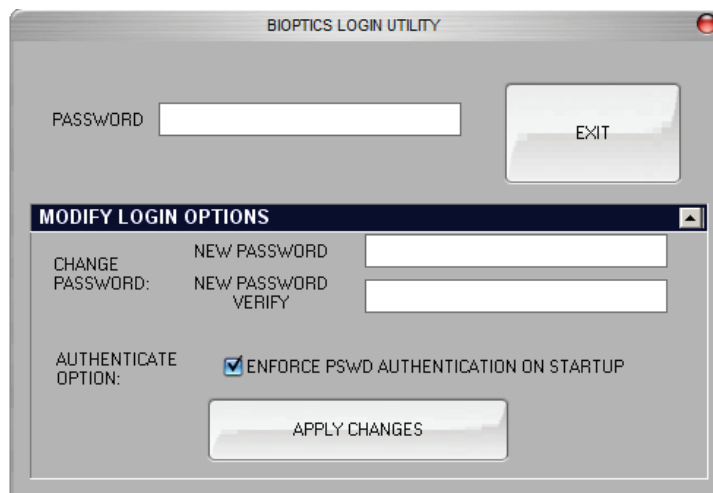 BIOPTICS LOGIN UTILITY
PASSWORD
EXIT
MODIFY LOGIN OPTIONS
CHANGE
PASSWORD:
NEW PASSWORD
NEW PASSWORD
VERIFY
AUTHENTICATE
OPTION:
ENFORCE PSWD AUTHENTICATION ON STARTUP
APPLY CHANGES